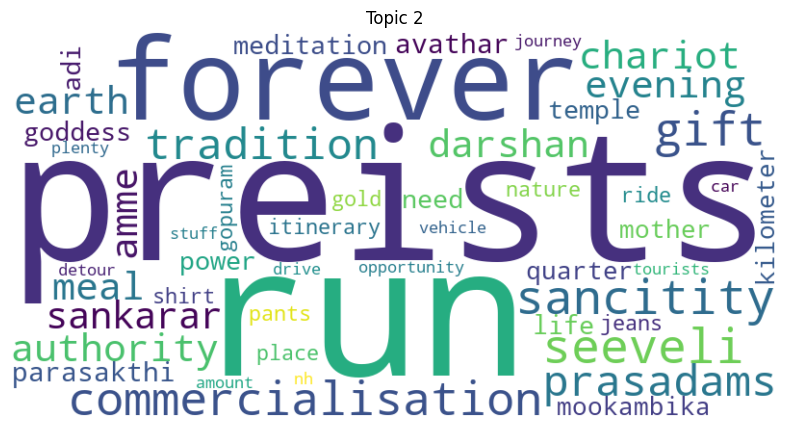 Topic 2
meditation avathar journey
forever chariot
adi earth evening
goddess tradition darshan temple gift
plenty preists
amme gopuram gold need nature ride car kilometer
stuff itinerary vehicle mother
detour power drive opportunity quarter tourists
meal shirt run sancitity
sankarar pants life jeans
authority place seeveli
parasakthi amount nh prasadams
commercialisation mookambika